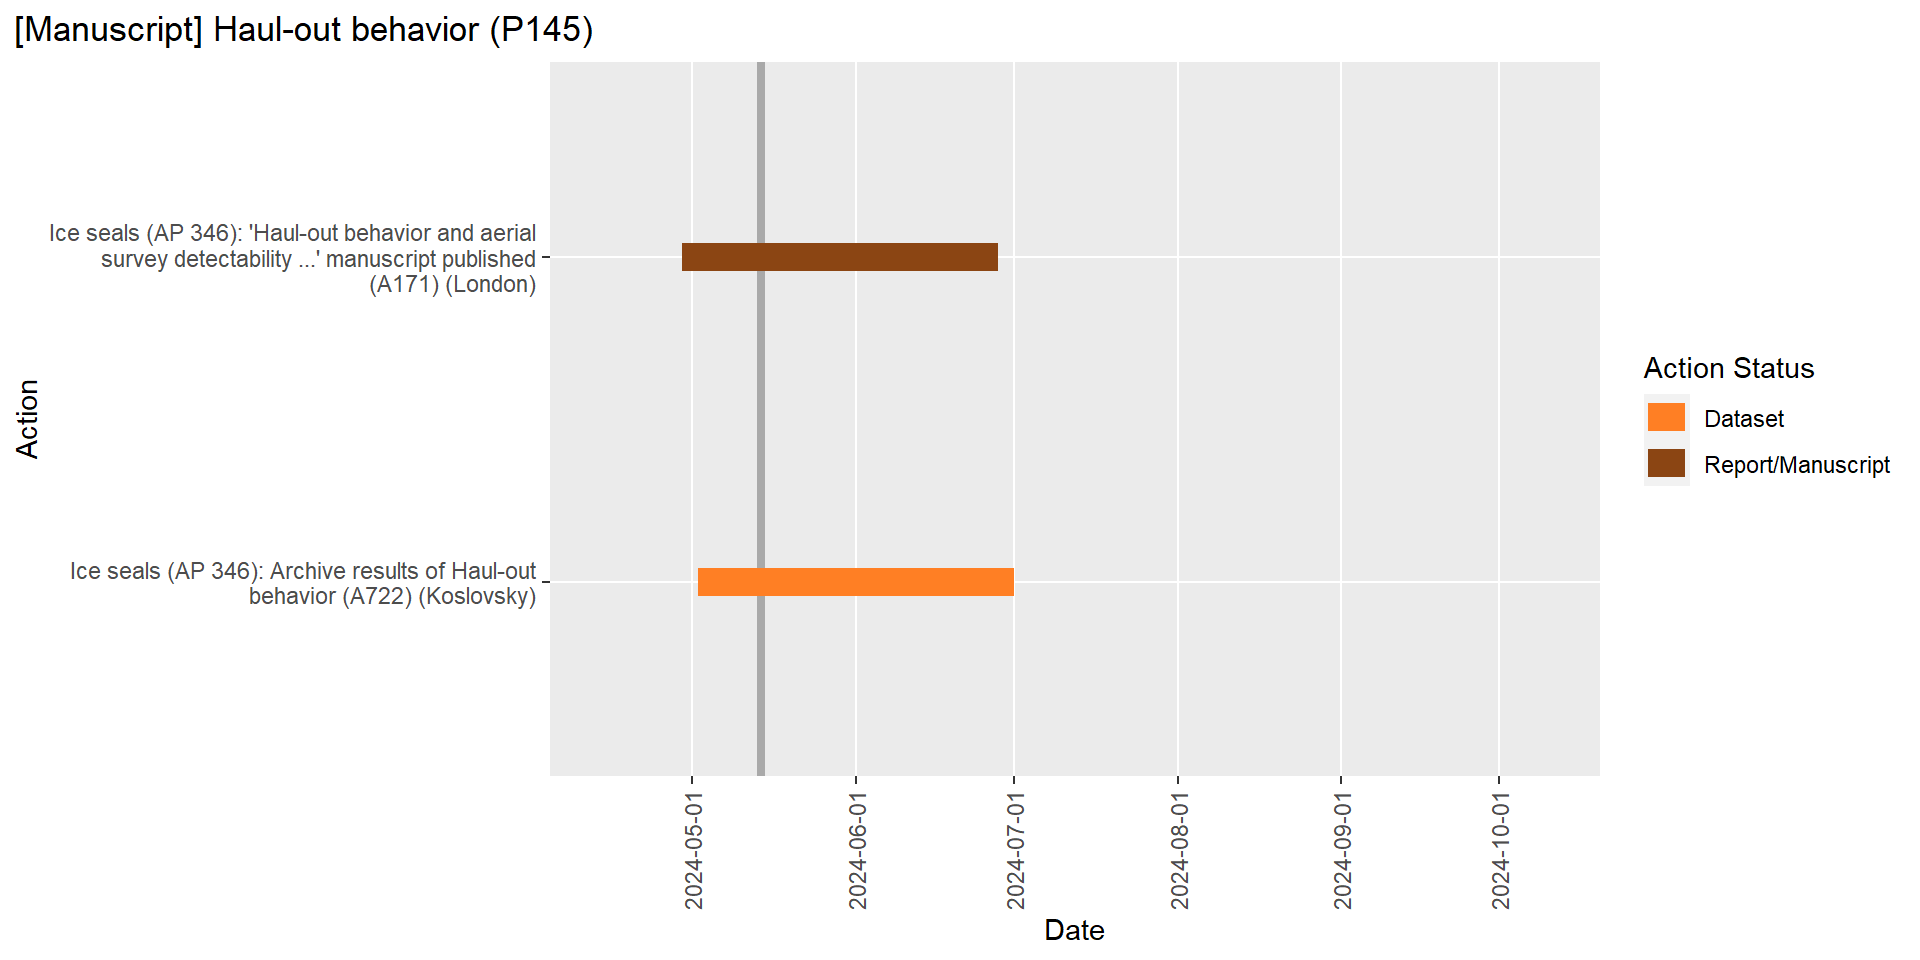 [Manuscript] Haul-out behavior (P145)
Ice seals (AP 346): 'Haul-out behavior and aerial
survey detectability ...' manuscript published
(A171) (London)
Ice seals (AP 346): Archive results of Haul-out
behavior (A722) (Koslovsky)
Action
2024-05-01
2024-06-01
2024-07-01
2024-08-01
2024-09-01
2024-10-01
Date
Action Status
Dataset
Report/Manuscript